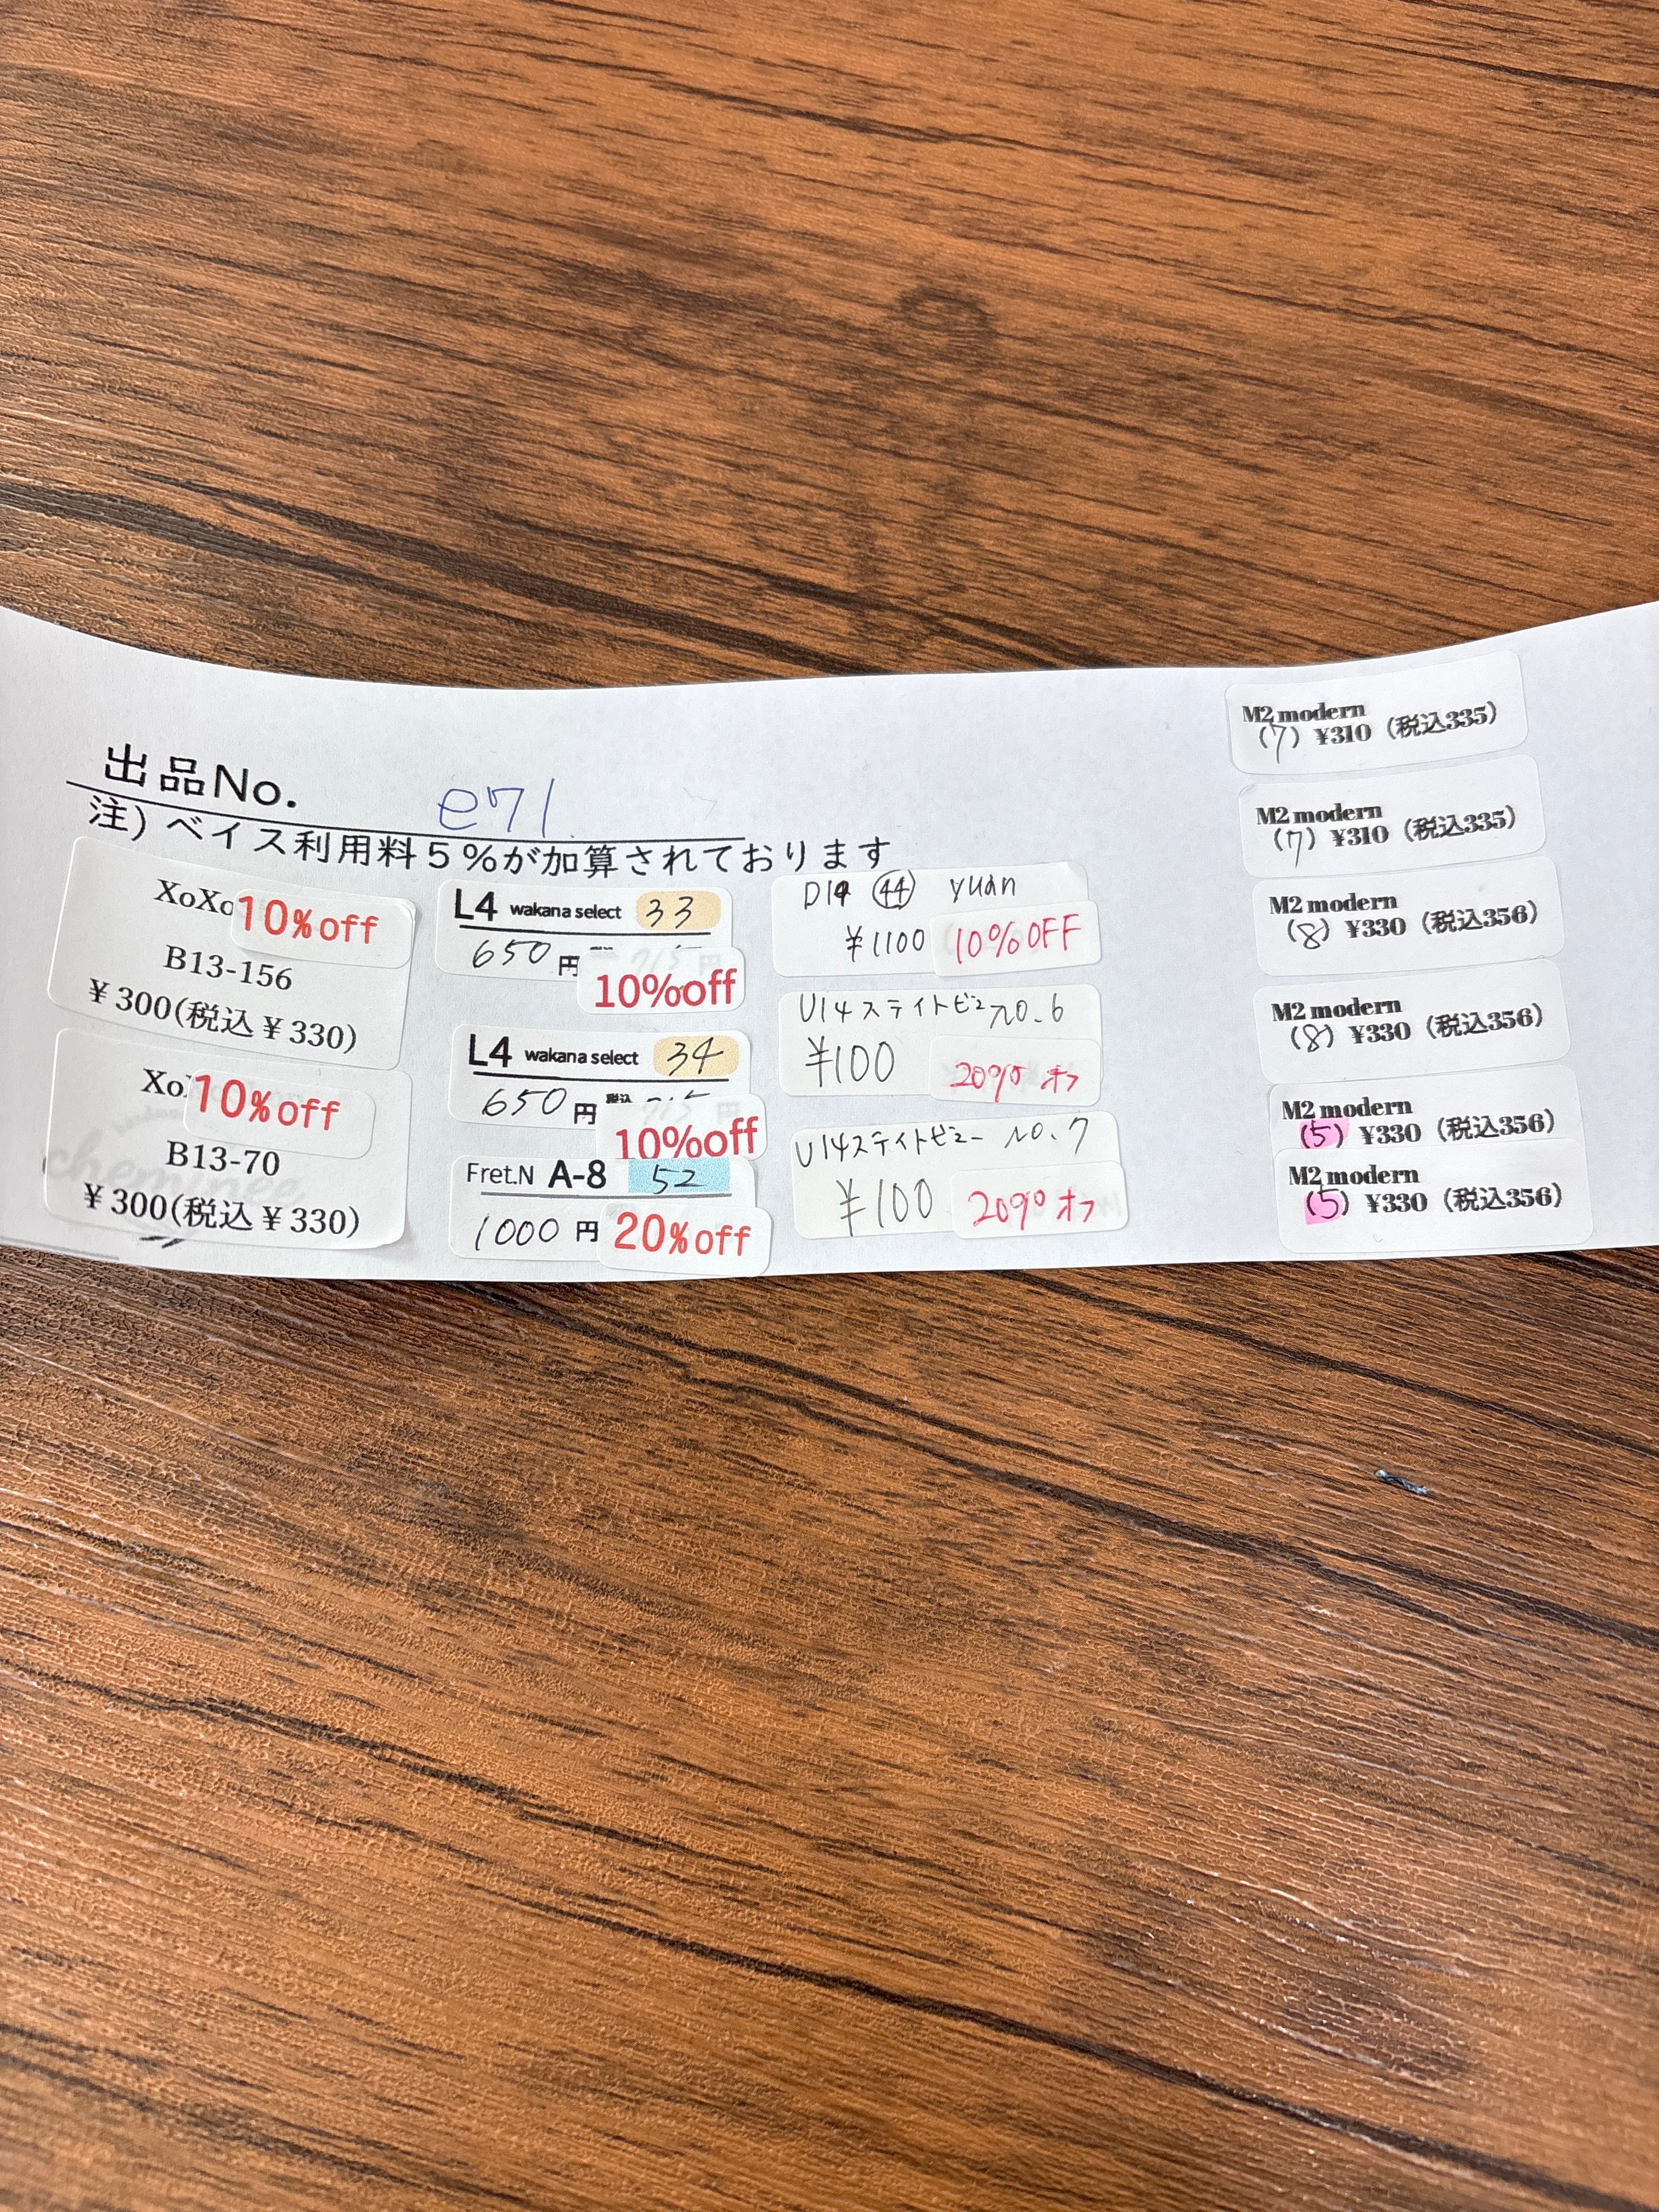 出品No. e71
注) ベイス利用料5%が加算されております
10%off
B13-156
¥300(税込¥330)
10%off
B13-70
¥300(税込¥330)
L4 wakana select 33
650円
10%off
L4 wakana select 34
650円 税込
10%off
Fret.N A-8 52
1000円 20%off
D14 44 yuan
¥1100 10%OFF
U14ステイトビュー no.6
¥100 20%オフ
U14ステイトビュー no.7
¥100 20%オフ
M2 modern
(7) ¥310 (税込335)
M2 modern
(7) ¥310 (税込335)
M2 modern
(8) ¥330 (税込356)
M2 modern
(8) ¥330 (税込356)
M2 modern
(5) ¥330 (税込356)
M2 modern
(5) ¥330 (税込356)